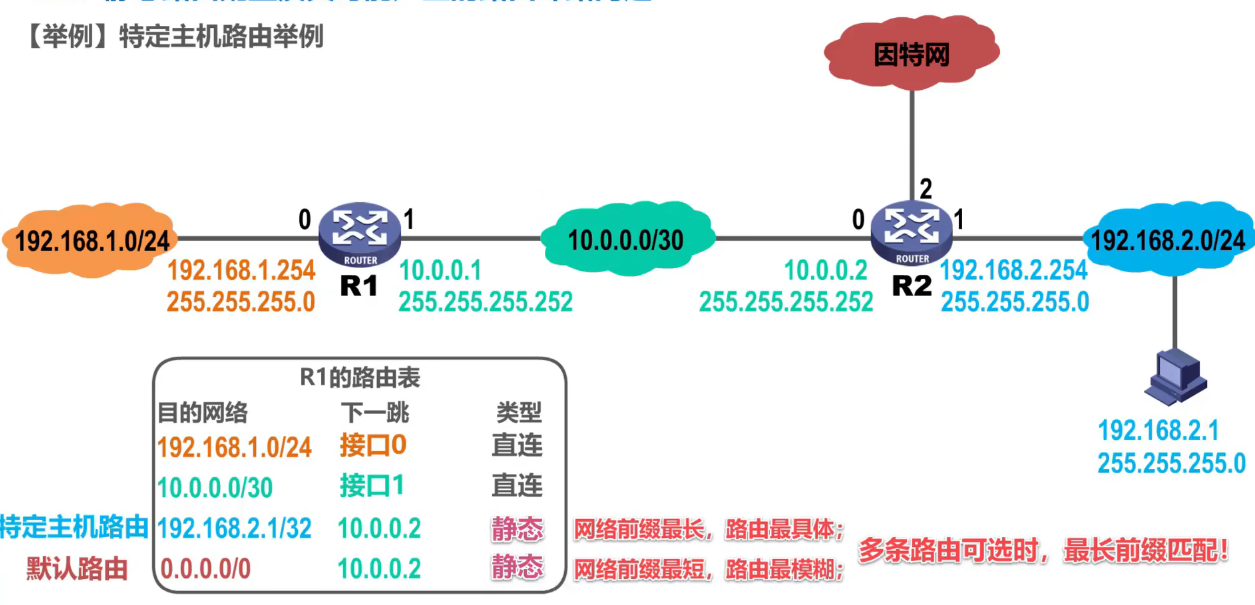 【举例】特定主机路由举例
因特网
2
0
1
0
1
192.168.1.0/24
10.0.0.0/30
192.168.2.0/24
ROUTER
ROUTER
R1
R2
192.168.1.254
255.255.255.0
10.0.0.1
255.255.255.252
10.0.0.2
255.255.255.252
192.168.2.254
255.255.255.0
192.168.2.1
255.255.255.0
R1的路由表
目的网络 下一跳 类型
192.168.1.0/24 接口0 直连
10.0.0.0/30 接口1 直连
特定主机路由 192.168.2.1/32 10.0.0.2 静态 网络前缀最长，路由最具体；
默认路由 0.0.0.0/0 10.0.0.2 静态 网络前缀最短，路由最模糊；
多条路由可选时，最长前缀匹配！